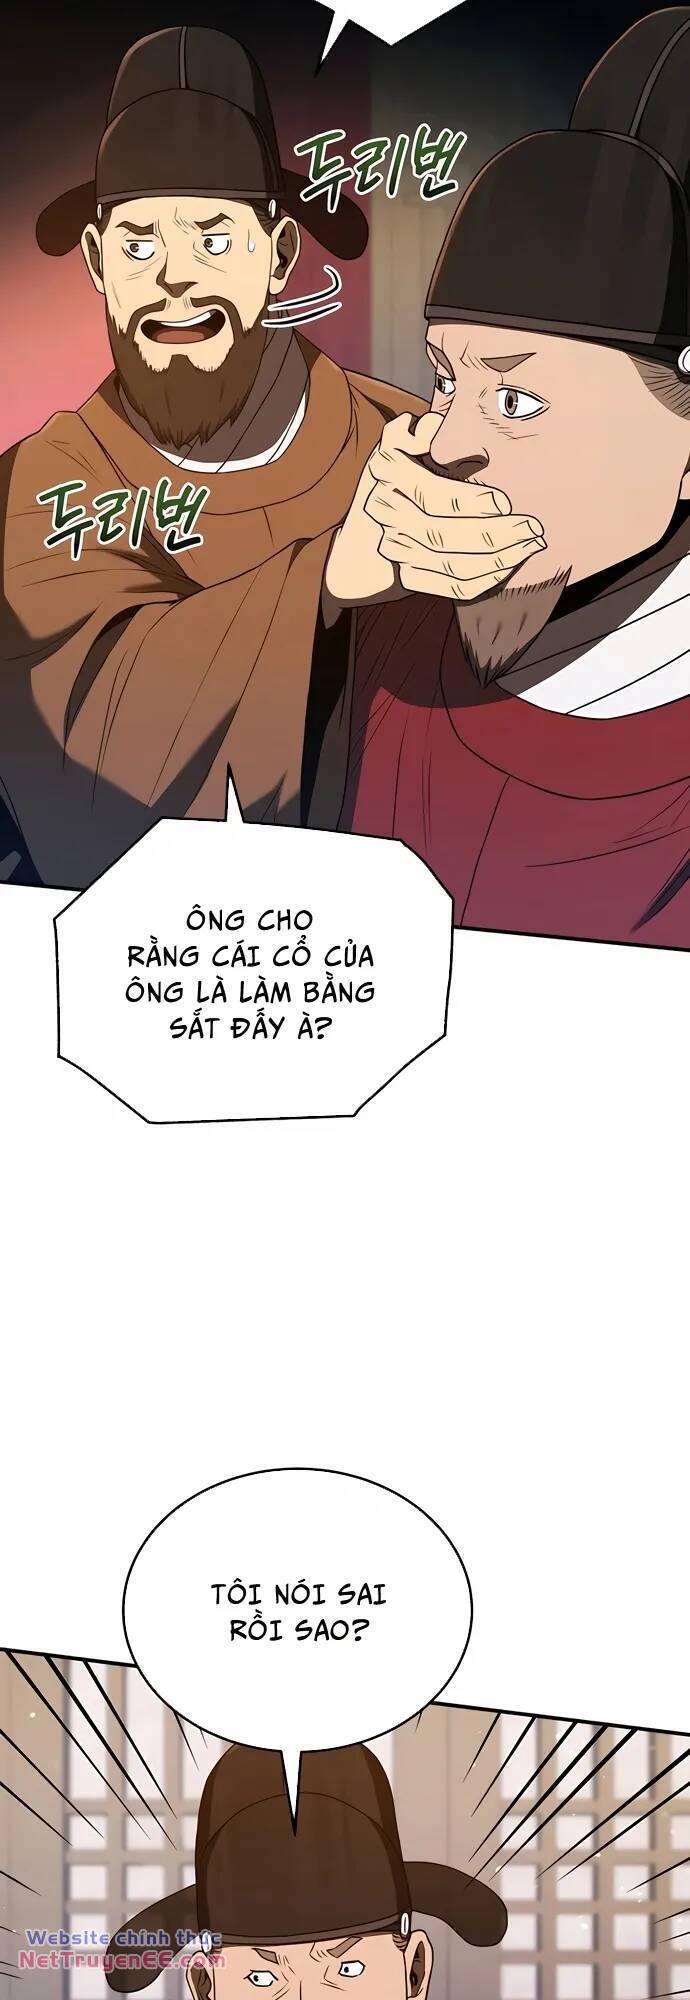 두리번
두리번
ÔNG CHO
RẰNG CÁI CỔ CỦA
ÔNG LÀ LÀM BẰNG
SẮT ĐẤY À?
TÔI NÓI SAI
RỒI SAO?
Website chính thức
NetTruyenEE.com